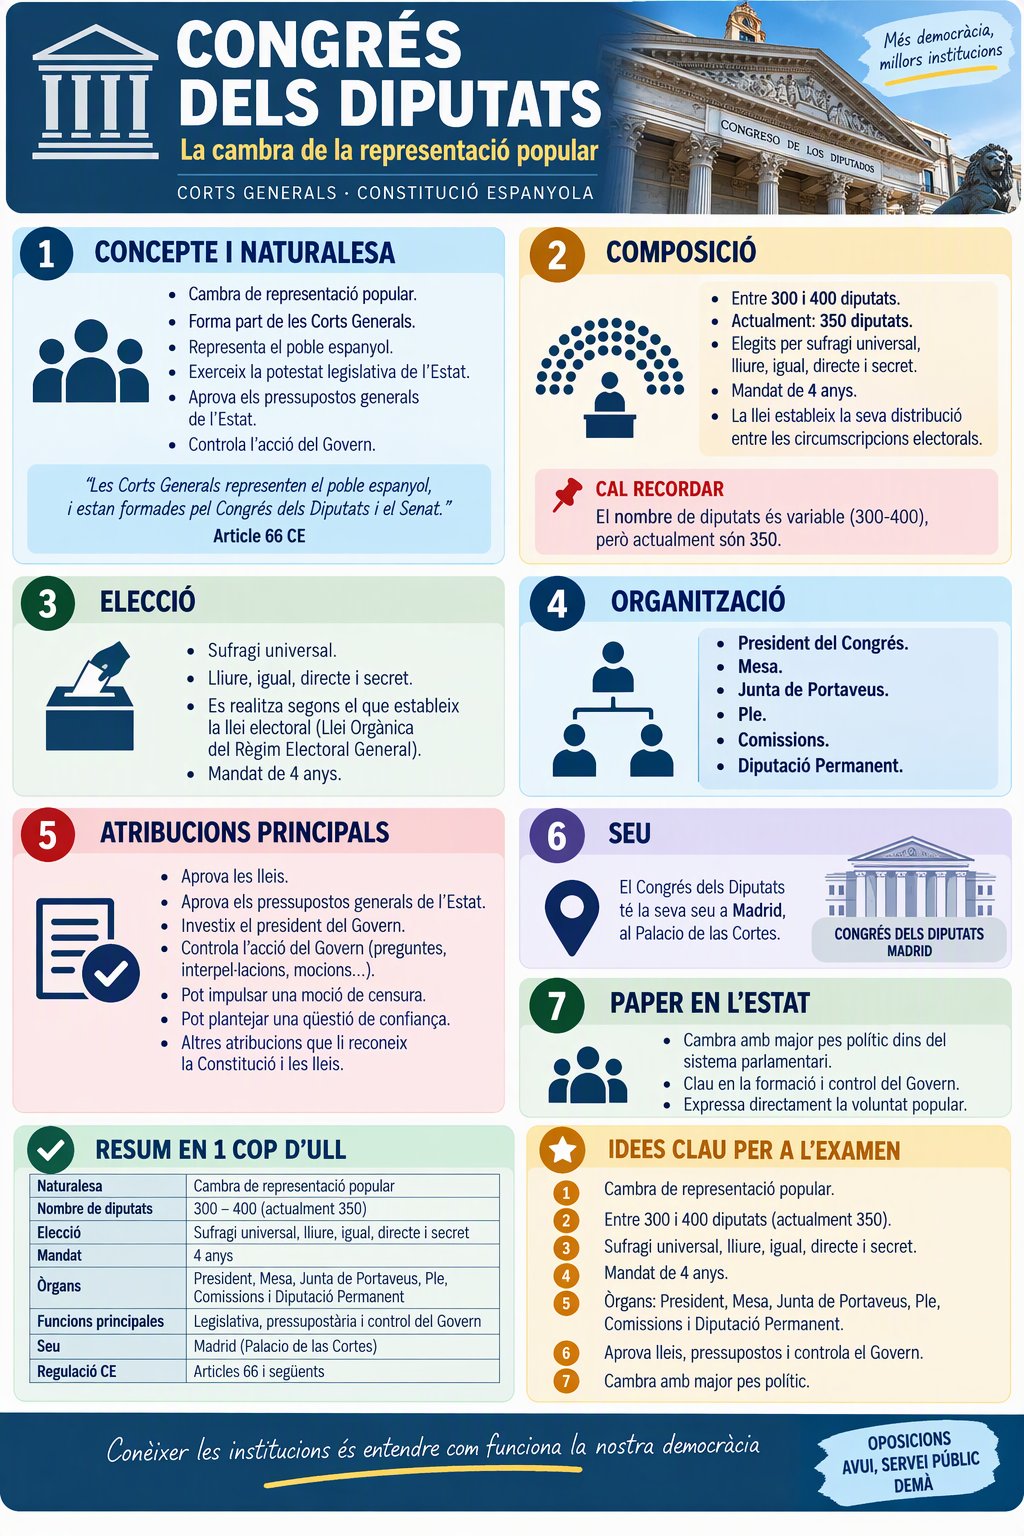 CONGRÉS
DELS DIPUTATS
La cambra de la representació popular
CORTS GENERALS · CONSTITUCIÓ ESPANYOLA
Més democràcia,
millors institucions
CONGRESO DE LOS DIPUTADOS
1 CONCEPTE I NATURALESA
• Cambra de representació popular.
• Forma part de les Corts Generals.
• Representa el poble espanyol.
• Exerceix la potestat legislativa de l'Estat.
• Aprova els pressupostos generals
de l'Estat.
• Controla l'acció del Govern.
“Les Corts Generals representen el poble espanyol,
i estan formades pel Congrés dels Diputats i el Senat.”
Article 66 CE
2 COMPOSICIÓ
• Entre 300 i 400 diputats.
• Actualment: 350 diputats.
• Elegits per sufragi universal,
lliure, igual, directe i secret.
• Mandat de 4 anys.
• La llei estableix la seva distribució
entre les circumscripcions electorals.
CAL RECORDAR
El nombre de diputats és variable (300-400),
però actualment són 350.
3 ELECCIÓ
• Sufragi universal.
• Lliure, igual, directe i secret.
• Es realitza segons el que estableix
la llei electoral (Llei Orgànica
del Règim Electoral General).
• Mandat de 4 anys.
4 ORGANITZACIÓ
• President del Congrés.
• Mesa.
• Junta de Portaveus.
• Ple.
• Comissions.
• Diputació Permanent.
5 ATRIBUCIONS PRINCIPALS
• Aprova les lleis.
• Aprova els pressupostos generals de l'Estat.
• Investix el president del Govern.
• Controla l'acció del Govern (preguntes,
interpel·lacions, mocions...).
• Pot impulsar una moció de censura.
• Pot plantejar una qüestió de confiança.
• Altres atribucions que li reconeix
la Constitució i les lleis.
6 SEU
El Congrés dels Diputats
té la seva seu a Madrid,
al Palacio de las Cortes.
CONGRÉS DELS DIPUTATS
MADRID
7 PAPER EN L'ESTAT
• Cambra amb major pes polític dins del
sistema parlamentari.
• Clau en la formació i control del Govern.
• Expressa directament la voluntat popular.
RESUM EN 1 COP D'ULL
Naturalesa Cambra de representació popular
Nombre de diputats 300 – 400 (actualment 350)
Elecció Sufragi universal, lliure, igual, directe i secret
Mandat 4 anys
Òrgans President, Mesa, Junta de Portaveus, Ple,
Comissions i Diputació Permanent
Funcions principales Legislativa, pressupostària i control del Govern
Seu Madrid (Palacio de las Cortes)
Regulació CE Articles 66 i següents
IDEES CLAU PER A L'EXAMEN
1 Cambra de representació popular.
2 Entre 300 i 400 diputats (actualment 350).
3 Sufragi universal, lliure, igual, directe i secret.
4 Mandat de 4 anys.
5 Òrgans: President, Mesa, Junta de Portaveus, Ple,
Comissions i Diputació Permanent.
6 Aprova lleis, pressupostos i controla el Govern.
7 Cambra amb major pes polític.
Conèixer les institucions és entendre com funciona la nostra democràcia
OPOSICIONS
AVUI, SERVEI PÚBLIC
DEMÀ